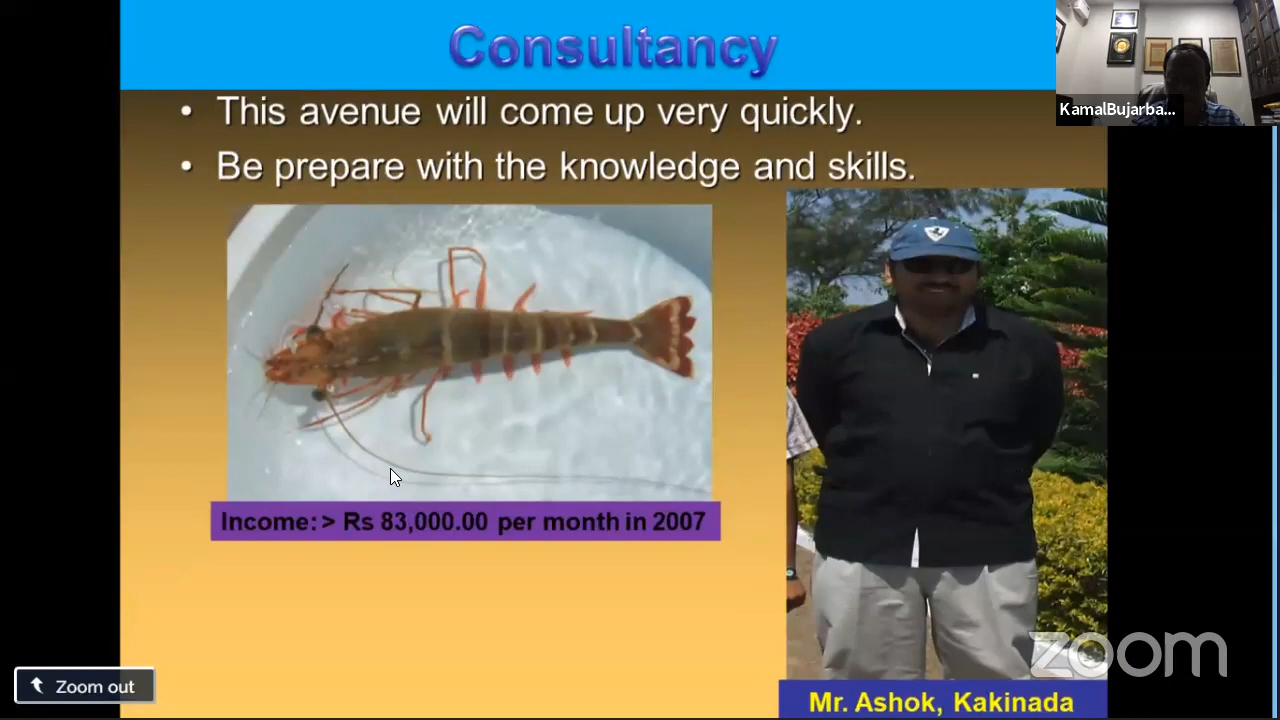 Consultancy
KamalBujarba...
• This avenue will come up very quickly.
• Be prepare with the knowledge and skills.
Income: > Rs 83,000.00 per month in 2007
zoom
Zoom out
Mr. Ashok, Kakinada